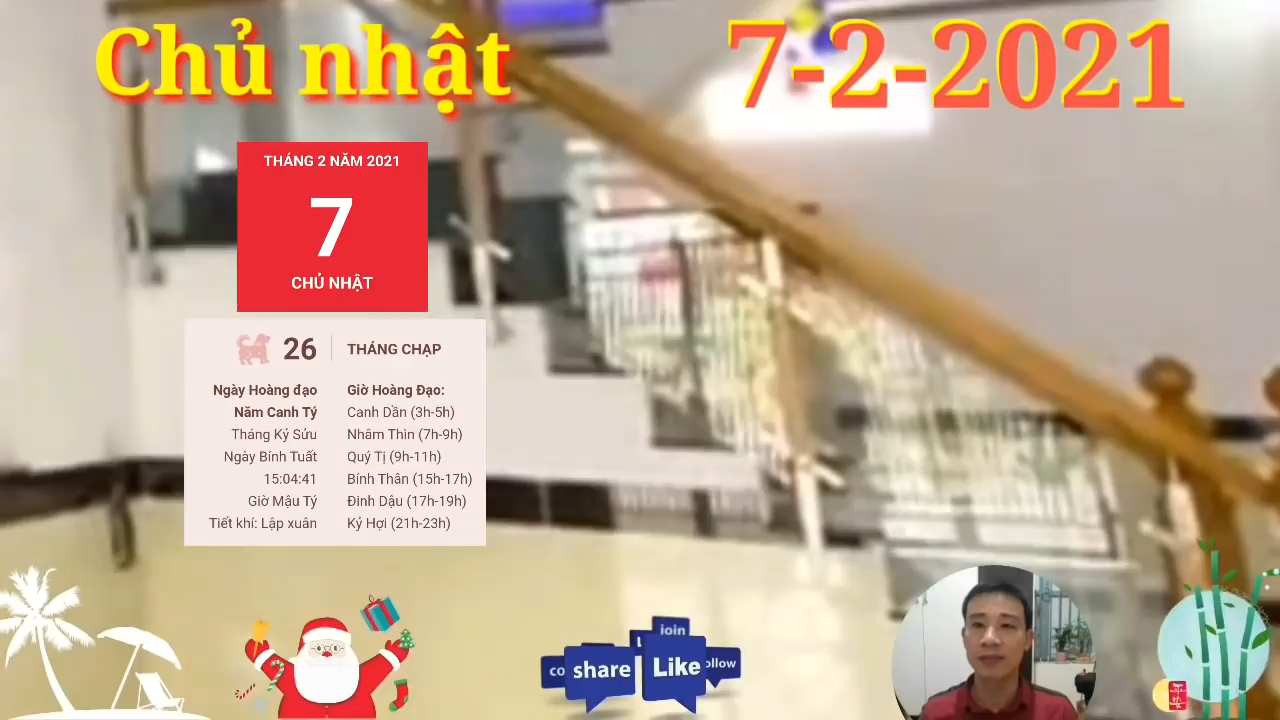 Chủ nhật
7-2-2021
THÁNG 2 NĂM 2021
7
CHỦ NHẬT
26
THÁNG CHẠP
Ngày Hoàng đạo
Năm Canh Tý
Tháng Kỷ Sửu
Ngày Bính Tuất
15:04:41
Giờ Mậu Tý
Tiết khí: Lập xuân
Giờ Hoàng Đạo:
Canh Dần (3h-5h)
Nhâm Thìn (7h-9h)
Quý Tị (9h-11h)
Bính Thân (15h-17h)
Đinh Dậu (17h-19h)
Kỷ Hợi (21h-23h)
join
co share Like ollow